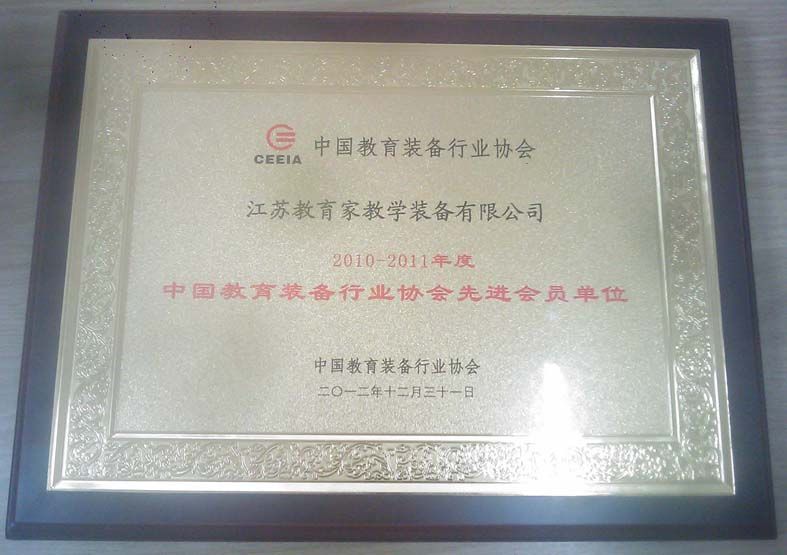 CEEIA 中国教育装备行业协会
江苏教育家教学装备有限公司
2010-2011年度
中国教育装备行业协会先进会员单位
中国教育装备行业协会
二〇一二年十二月三十一日